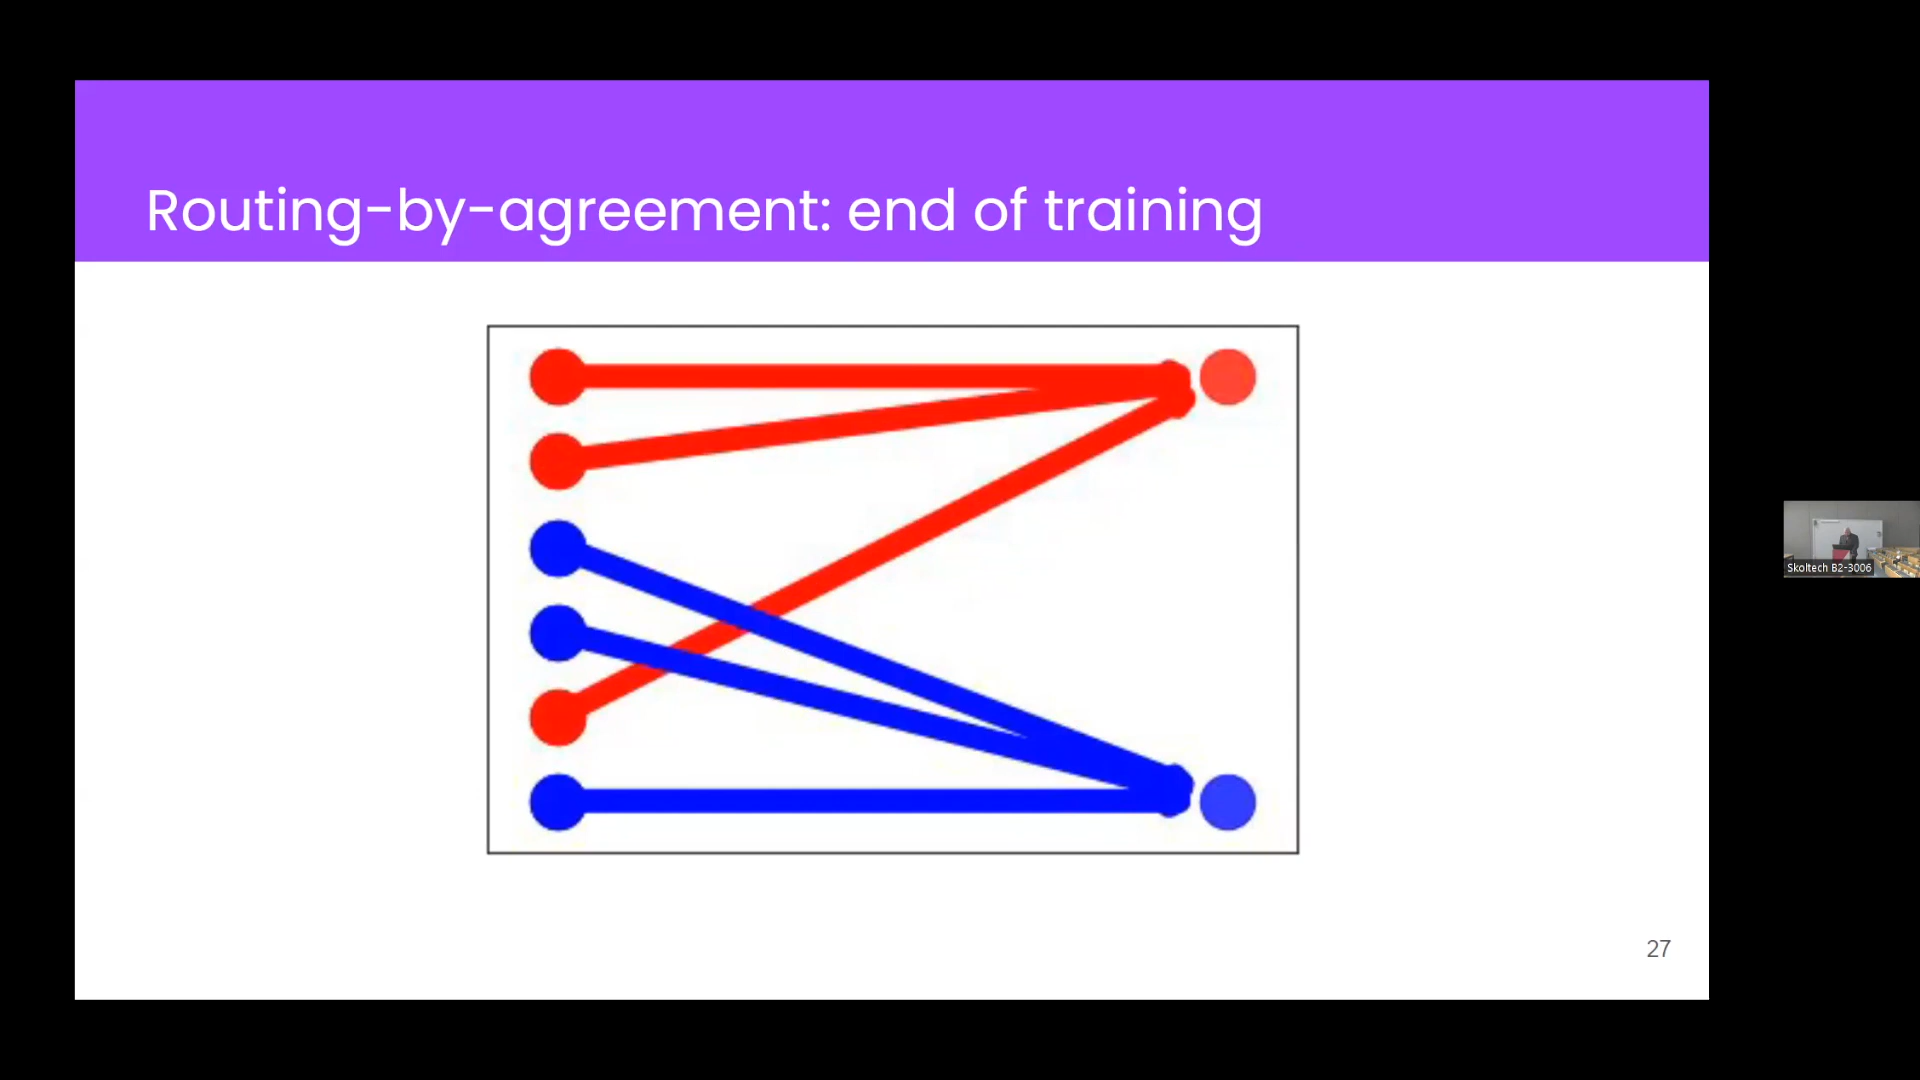 Routing-by-agreement: end of training
Skoltech B2-3006
27